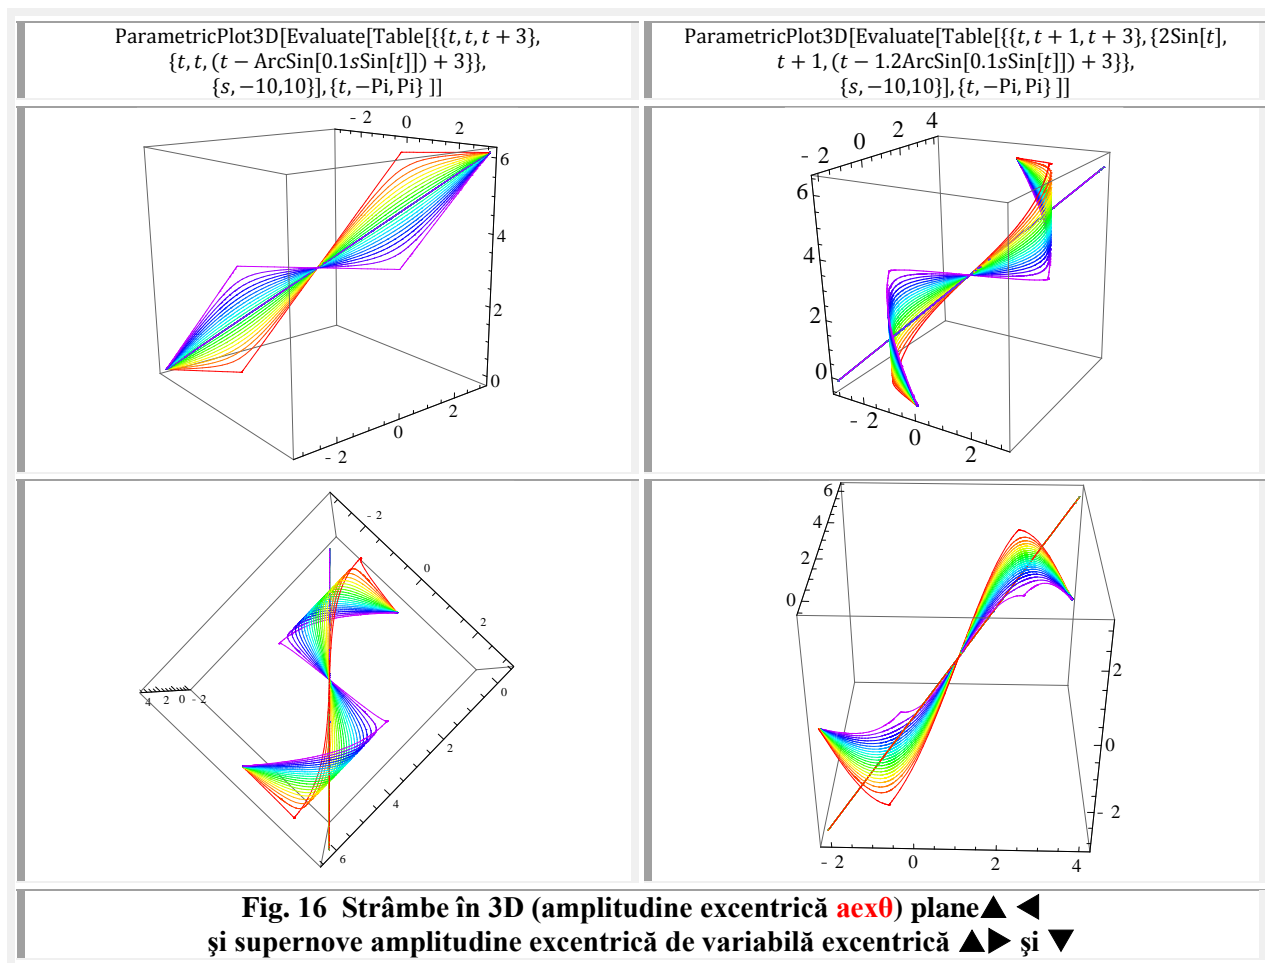 ParametricPlot3D[Evaluate[Table[{{t, t, t + 3},
{t, t, (t − ArcSin[0.1sSin[t]]) + 3}},
{s, −10,10}], {t, −Pi, Pi} ]]
ParametricPlot3D[Evaluate[Table[{{t, t + 1, t + 3}, {2Sin[t],
t + 1, (t − 1.2ArcSin[0.1sSin[t]]) + 3}},
{s, −10,10}], {t, −Pi, Pi} ]]
- 2 0 2
6
4
2
0
2
0
- 2
- 2 0 2 4
6
4
2
0
- 2
0
2
- 2
0
2
0
2
4
6
4 2 0 - 2
6
4
2
0
2
0
- 2
- 2 0 2 4
Fig. 16 Strâmbe în 3D (amplitudine excentrică aexθ) plane▲ ◄
şi supernove amplitudine excentrică de variabilă excentrică ▲► şi ▼